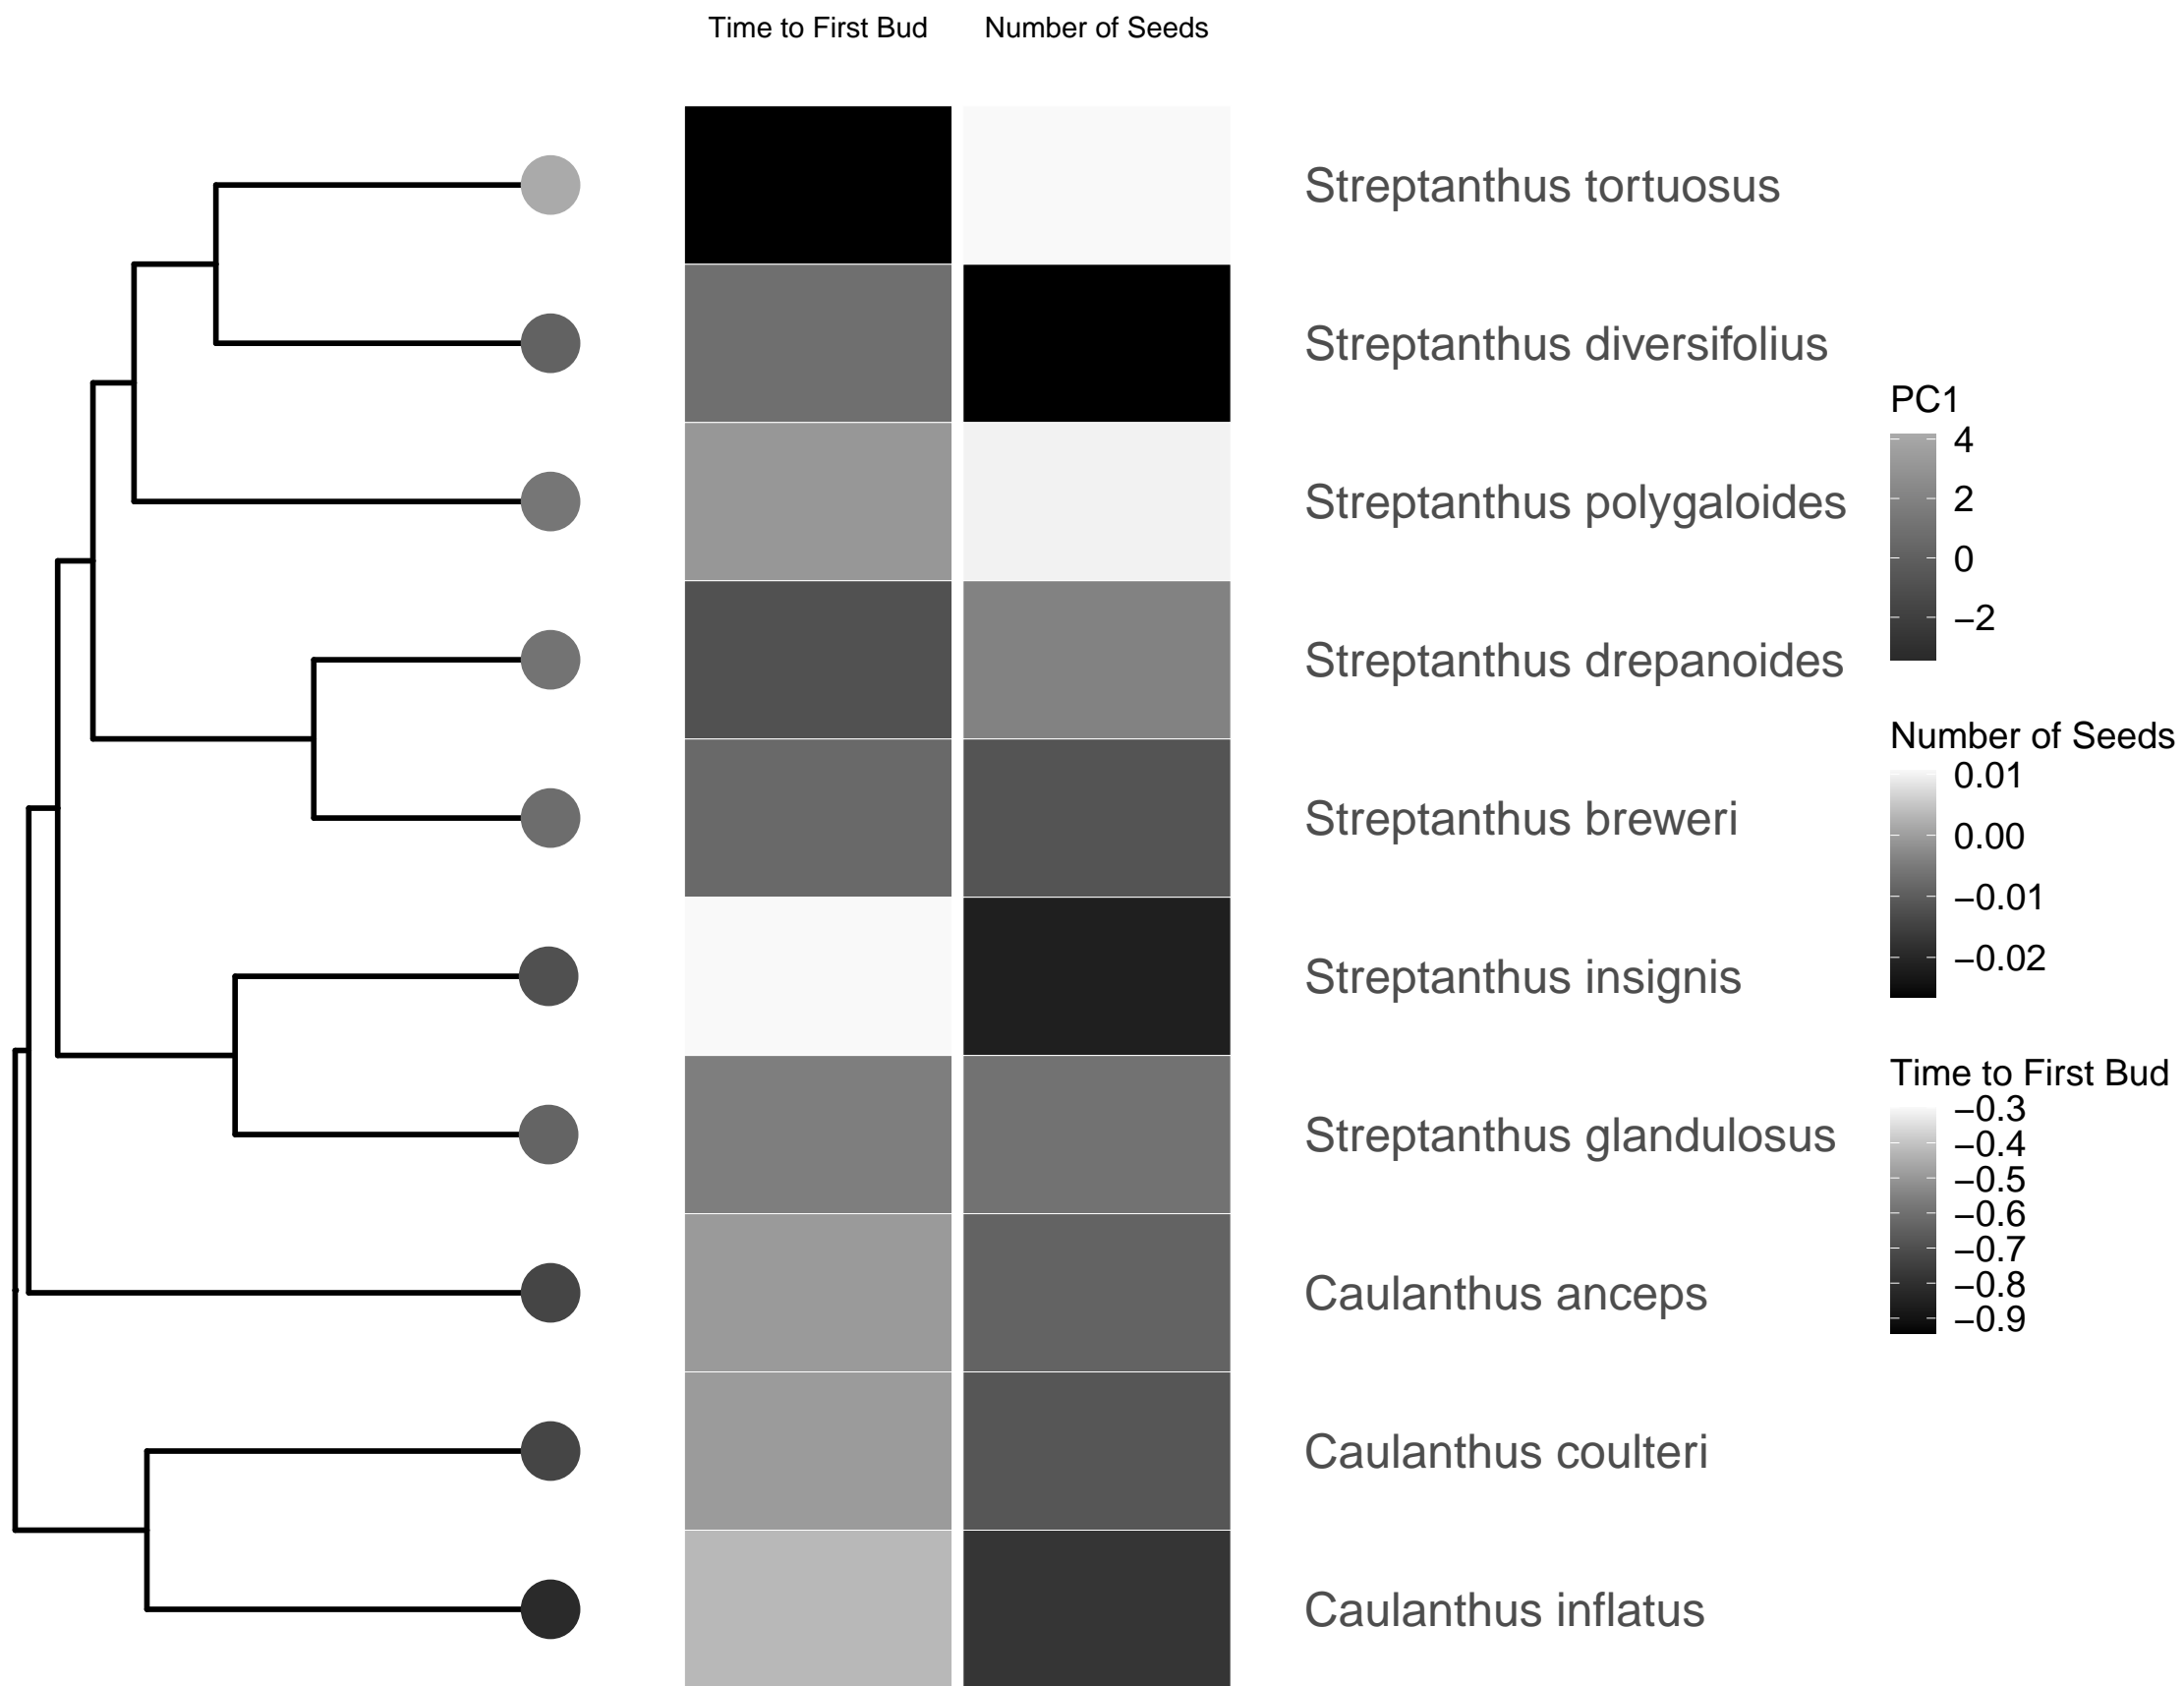 Time to First Bud
Number of Seeds
Streptanthus tortuosus
Streptanthus diversifolius
Streptanthus polygaloides
Streptanthus drepanoides
Streptanthus breweri
Streptanthus insignis
Streptanthus glandulosus
Caulanthus anceps
Caulanthus coulteri
Caulanthus inflatus
PC1
4
2
0
−2
Number of Seeds
0.01
0.00
−0.01
−0.02
Time to First Bud
−0.3
−0.4
−0.5
−0.6
−0.7
−0.8
−0.9